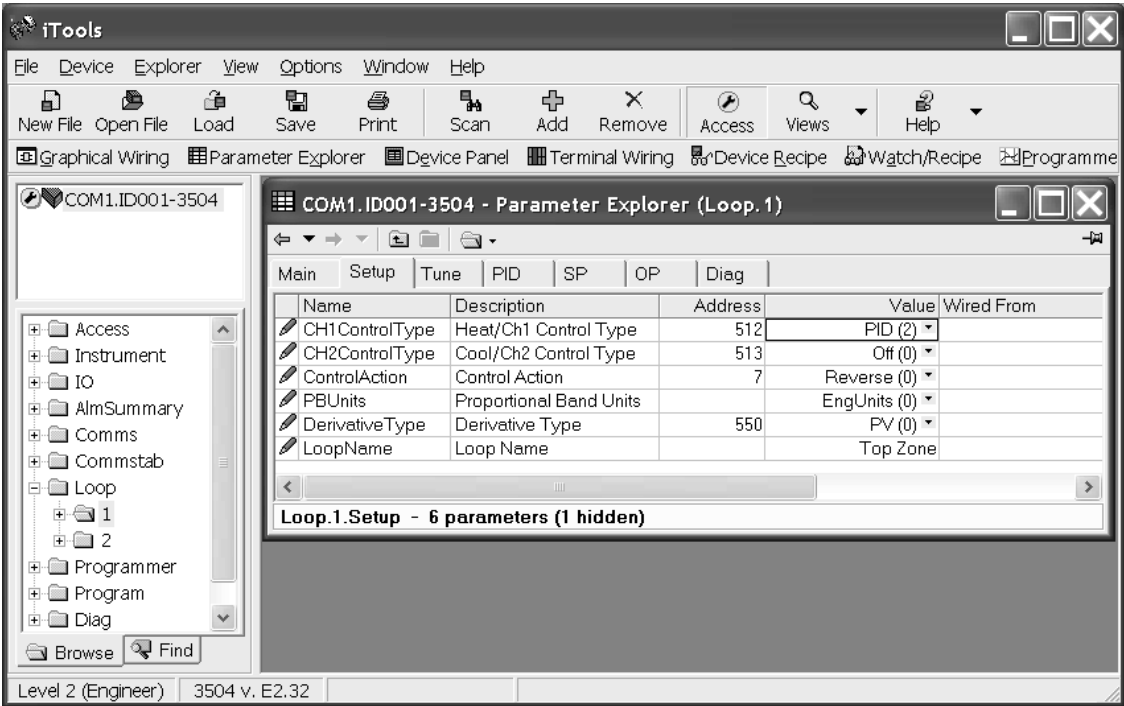 iTools
File Device Explorer View Options Window Help
New File Open File Load Save Print Scan Add Remove Access Views Help
Graphical Wiring Parameter Explorer Device Panel Terminal Wiring Device Recipe Watch/Recipe Programme
COM1.ID001-3504
COM1.ID001-3504 - Parameter Explorer (Loop.1)
Main Setup Tune PID SP OP Diag
Name Description Address Value Wired From
CH1ControlType Heat/Ch1 Control Type 512 PID (2)
CH2ControlType Cool/Ch2 Control Type 513 Off (0)
ControlAction Control Action 7 Reverse (0)
PBUnits Proportional Band Units EngUnits (0)
DerivativeType Derivative Type 550 PV (0)
LoopName Loop Name Top Zone
Loop.1.Setup - 6 parameters (1 hidden)
Access
Instrument
IO
AlmSummary
Comms
Commstab
Loop
1
2
Programmer
Program
Diag
Browse Find
Level 2 (Engineer) 3504 v. E2.32